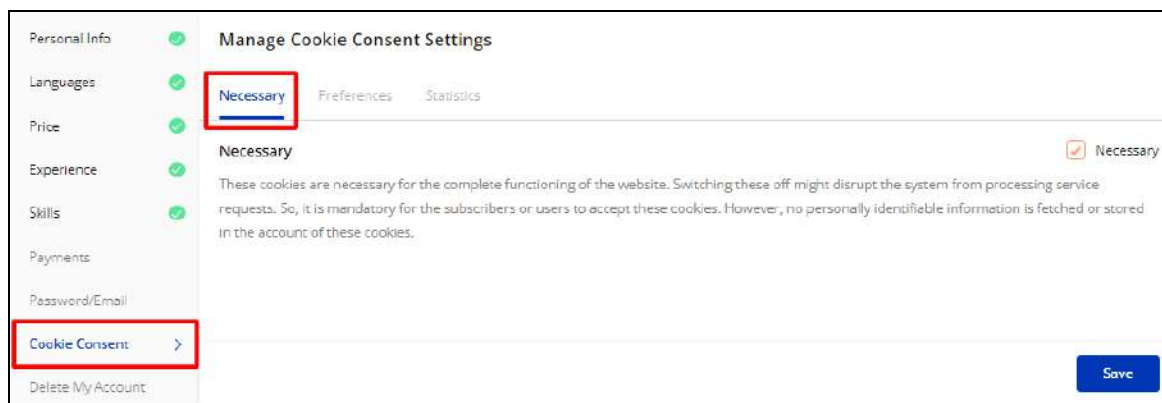 Personal Info
Languages
Price
Experience
Skills
Payments
Password/Email
Cookie Consent
Delete My Account
Manage Cookie Consent Settings
Necessary Preferences Statistics
Necessary
Necessary
These cookies are necessary for the complete functioning of the website. Switching these off might disrupt the system from processing service
requests. So, it is mandatory for the subscribers or users to accept these cookies. However, no personally identifiable information is fetched or stored
in the account of these cookies.
Save